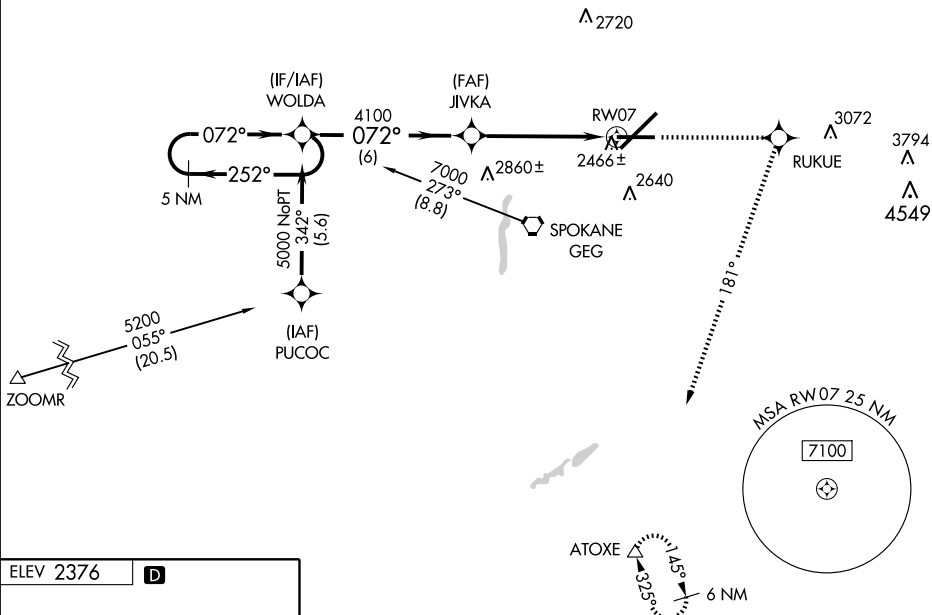 2720
(IF/IAF)
WOLDA
(FAF)
JIVKA
RW07
4100
072°
(6)
072°
252°
5 NM
2466±
2860±
2640
3072
3794
4549
RUKUE
7000
273°
(8.8)
SPOKANE
GEG
5000 NoPT
342°
(5.6)
(IAF)
PUCOC
5200
055°
(20.5)
ZOOMR
181°
MSA RW07 25 NM
7100
ATOXE
145°
325°
6 NM
ELEV 2376
D